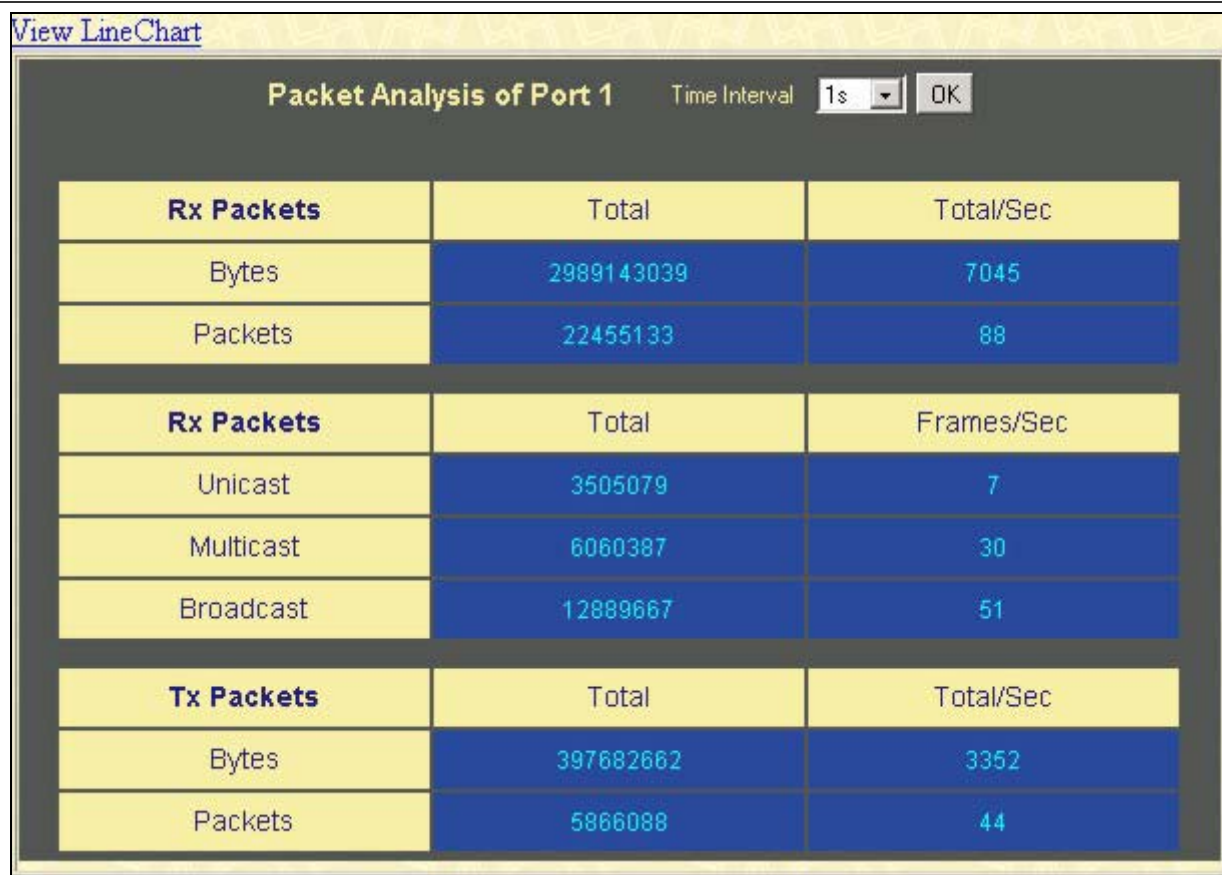 View LineChart
Packet Analysis of Port 1 Time Interval 1s OK
Rx Packets Total Total/Sec
Bytes 2989143039 7045
Packets 22455133 88
Rx Packets Total Frames/Sec
Unicast 3505079 7
Multicast 6060387 30
Broadcast 12889667 51
Tx Packets Total Total/Sec
Bytes 397682662 3352
Packets 5866088 44